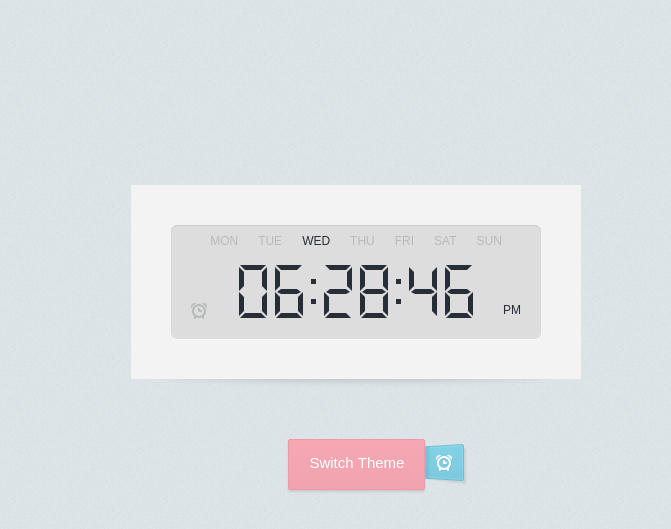 MON TUE WED THU FRI SAT SUN
06:28:46 PM
Switch Theme